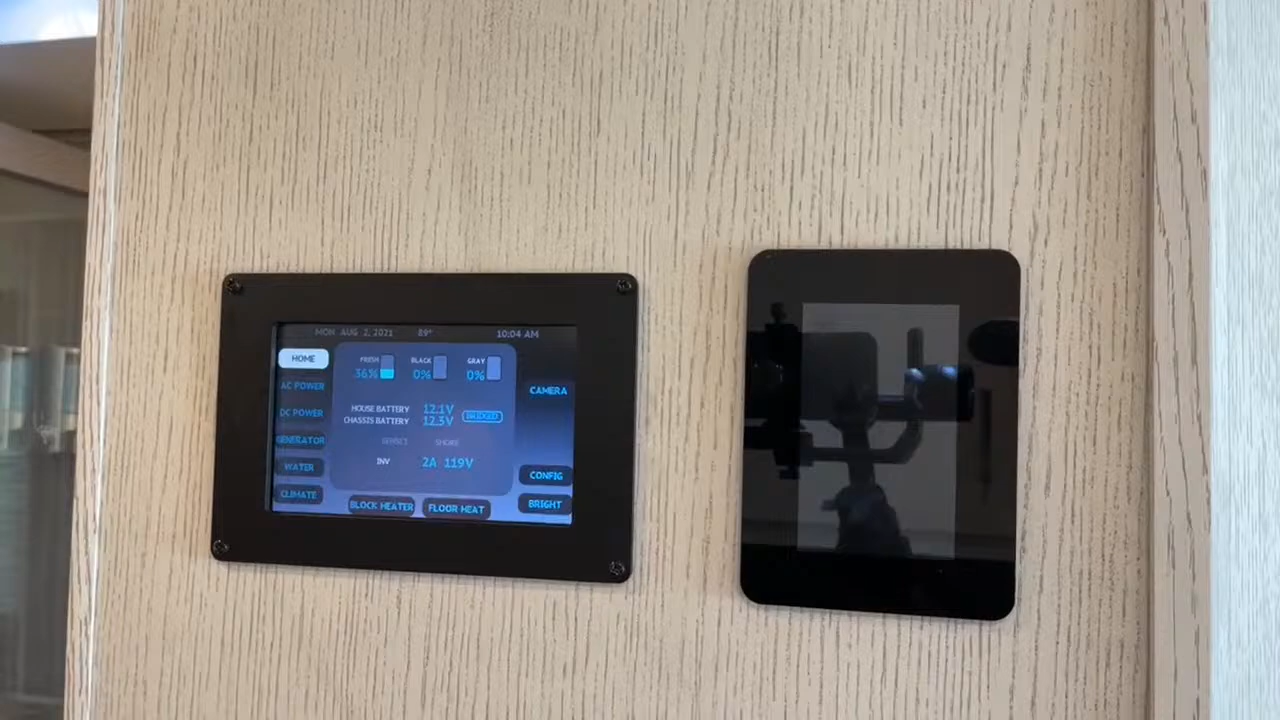 MON AUG 2, 2021 89° 10:04 AM
HOME
FRESH BLACK GRAY
36% 0% 0%
AC POWER
CAMERA
DC POWER
HOUSE BATTERY 12.1V
CHASSIS BATTERY 12.3V
BRIDGED
GENERATOR
GENSET SHORE
WATER
INV 2A 119V
CONFIG
CLIMATE
BLOCK HEATER FLOOR HEAT BRIGHT